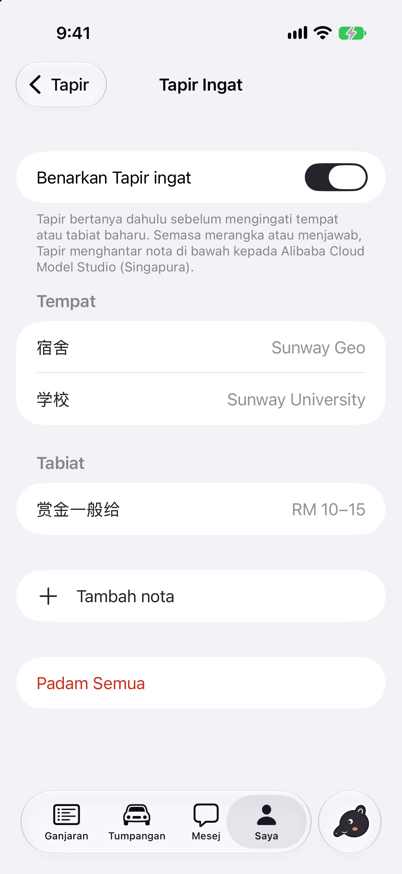 9:41
Tapir
Tapir Ingat
Benarkan Tapir ingat
Tapir bertanya dahulu sebelum mengingati tempat
atau tabiat baharu. Semasa merangka atau menjawab,
Tapir menghantar nota di bawah kepada Alibaba Cloud
Model Studio (Singapura).
Tempat
宿舍 Sunway Geo
学校 Sunway University
Tabiat
赏金一般给 RM 10–15
Tambah nota
Padam Semua
Ganjaran Tumpangan Mesej Saya